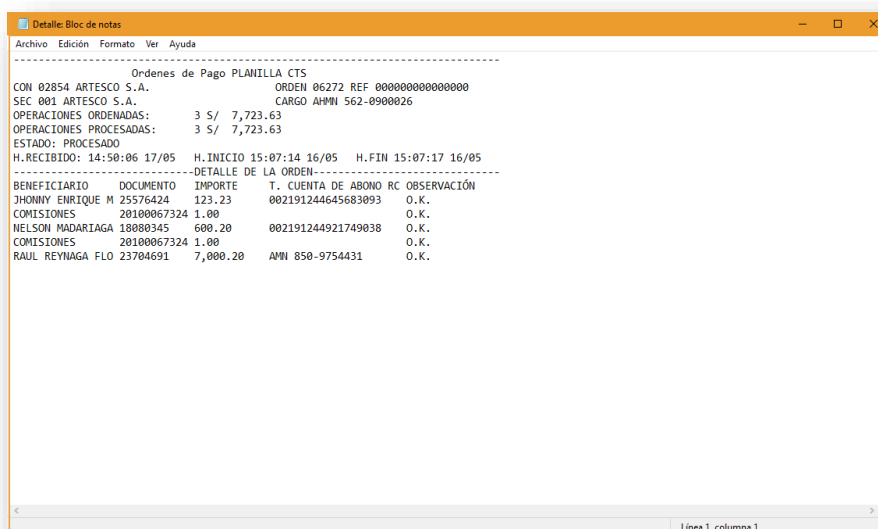 Detalle: Bloc de notas
Archivo Edición Formato Ver Ayuda
------------------------------------------------------------------------------
Ordenes de Pago PLANILLA CTS
CON 02854 ARTESCO S.A. ORDEN 06272 REF 000000000000000
SEC 001 ARTESCO S.A. CARGO AHMN 562-0900026
OPERACIONES ORDENADAS: 3 S/ 7,723.63
OPERACIONES PROCESADAS: 3 S/ 7,723.63
ESTADO: PROCESADO
H.RECIBIDO: 14:50:06 17/05 H.INICIO 15:07:14 16/05 H.FIN 15:07:17 16/05
-----------------------------DETALLE DE LA ORDEN------------------------------
BENEFICIARIO DOCUMENTO IMPORTE T. CUENTA DE ABONO RC OBSERVACIÓN
JHONNY ENRIQUE M 25576424 123.23 002191244645683093 O.K.
COMISIONES 20100067324 1.00 O.K.
NELSON MADARIAGA 18080345 600.20 002191244921749038 O.K.
COMISIONES 20100067324 1.00 O.K.
RAUL REYNAGA FLO 23704691 7,000.20 AMN 850-9754431 O.K.
Línea 1, columna 1